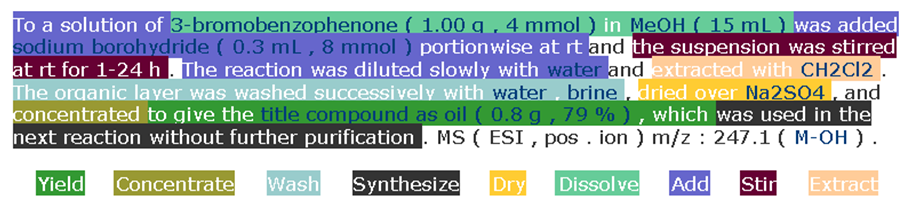 To a solution of 3-bromobenzophenone ( 1.00 g , 4 mmol ) in MeOH ( 15 mL ) was added
sodium borohydride ( 0.3 mL , 8 mmol ) portionwise at rt and the suspension was stirred
at rt for 1-24 h . The reaction was diluted slowly with water and extracted with CH2Cl2 .
The organic layer was washed successively with water , brine , dried over Na2SO4 , and
concentrated to give the title compound as oil ( 0.8 g , 79 % ) , which was used in the
next reaction without further purification . MS ( ESI , pos . ion ) m/z : 247.1 ( M-OH ) .
Yield Concentrate Wash Synthesize Dry Dissolve Add Stir Extract